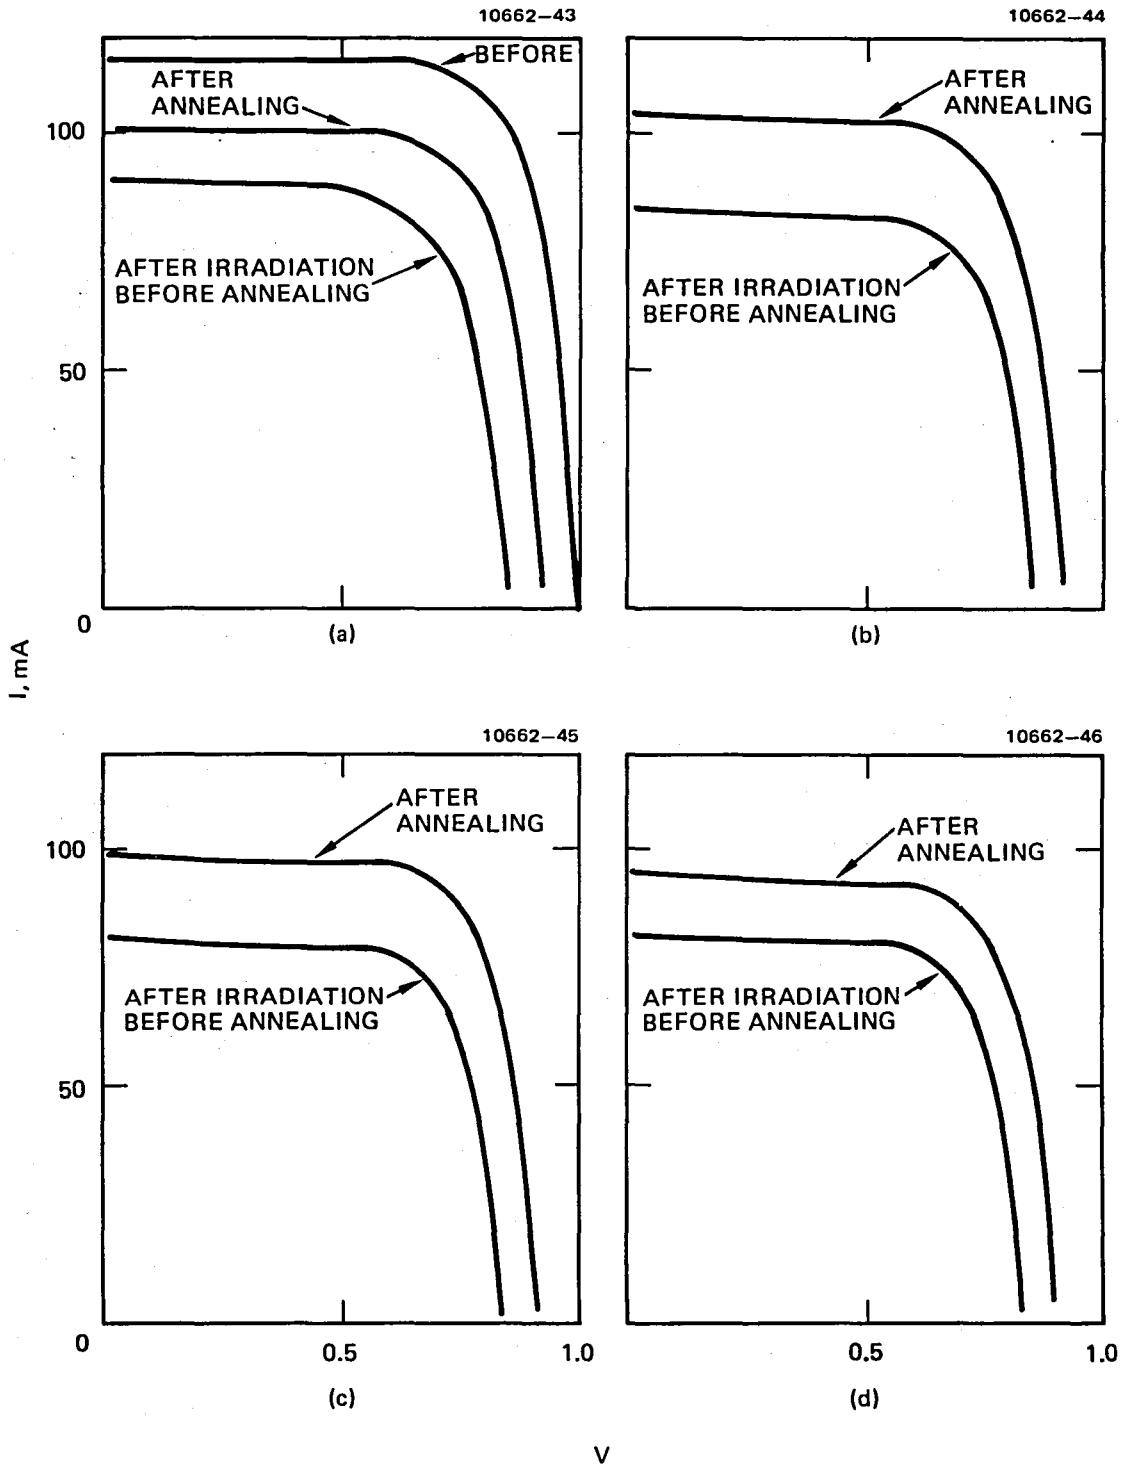 10662–43
BEFORE
AFTER
ANNEALING
100
AFTER IRRADIATION
BEFORE ANNEALING
50
0
(a)
10662–44
AFTER
ANNEALING
AFTER IRRADIATION
BEFORE ANNEALING
(b)
I, mA
10662–45
AFTER
ANNEALING
100
AFTER IRRADIATION
BEFORE ANNEALING
50
0
0.5
1.0
(c)
10662–46
AFTER
ANNEALING
AFTER IRRADIATION
BEFORE ANNEALING
0.5
1.0
(d)
V